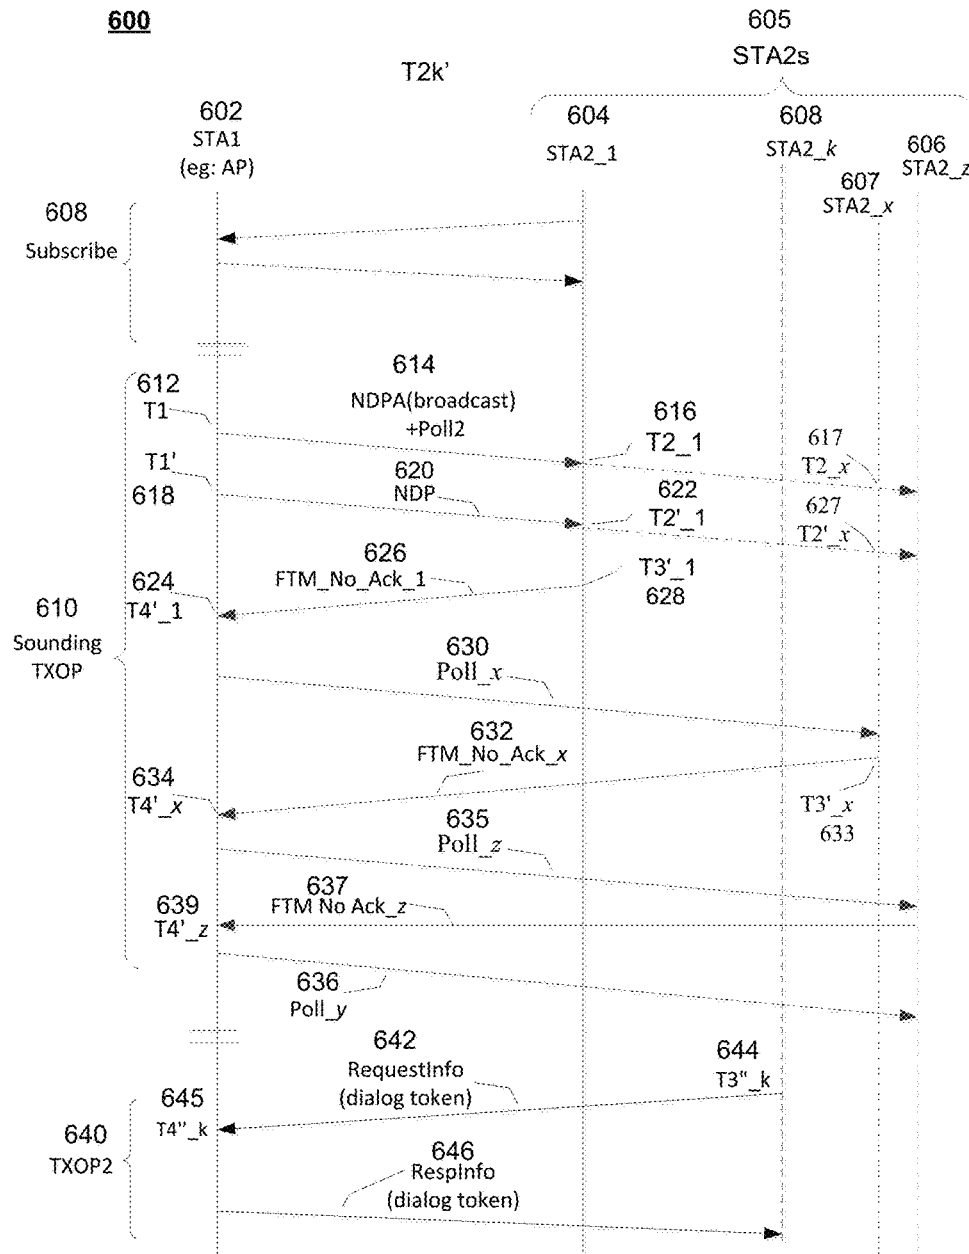 600
605
STA2s
T2k'
602
STA1
(eg: AP)
604
STA2_1
608
STA2_k
606
STA2_z
607
STA2_x
608
Subscribe
612
T1
614
NDPA(broadcast)
+Poll2
616
T2_1
617
T2_x
T1'
618
620
NDP
622
T2'_1
627
T2'_x
626
FTM_No_Ack_1
T3'_1
628
624
T4'_1
610
Sounding
TXOP
630
Poll_x
632
FTM_No_Ack_x
634
T4'_x
T3'_x
633
635
Poll_z
637
FTM No Ack_z
639
T4'_z
636
Poll_y
642
RequestInfo
(dialog token)
644
T3"_k
645
T4"_k
640
TXOP2
646
RespInfo
(dialog token)